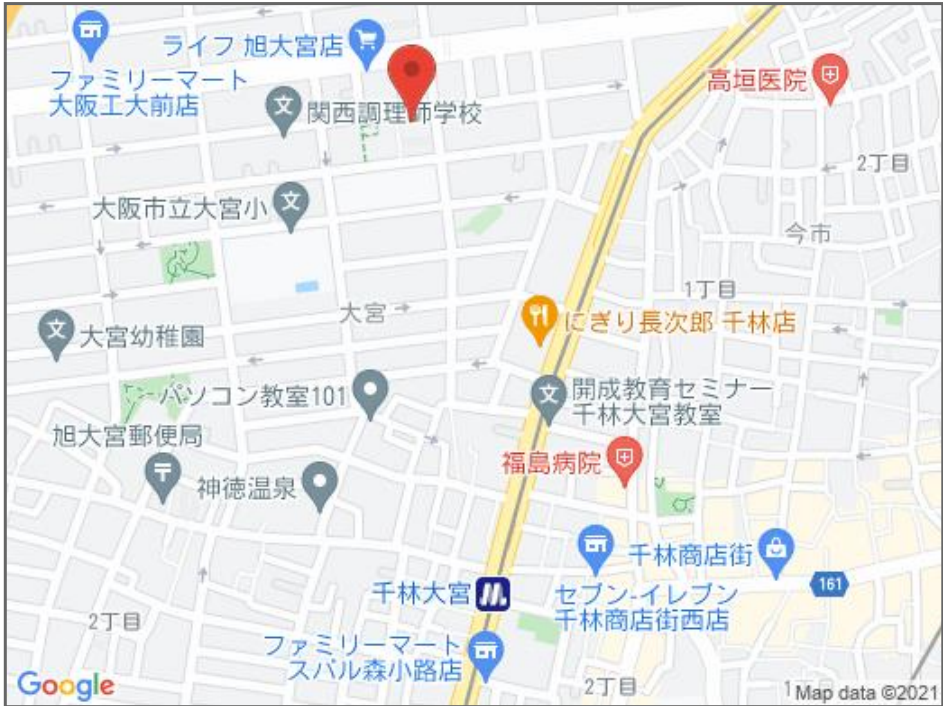 ライフ 旭大宮店
ファミリーマート
大阪工大前店
高垣医院
関西調理師学校
2丁目
大阪市立大宮小
今市
1丁目
大宮
にぎり長次郎 千林店
大宮幼稚園
パソコン教室101
開成教育セミナー
千林大宮教室
旭大宮郵便局
福島病院
神徳温泉
千林商店街
千林大宮
セブン-イレブン
千林商店街西店
161
2丁目
ファミリーマート
スバル森小路店
2丁目
Google
Map data ©2021